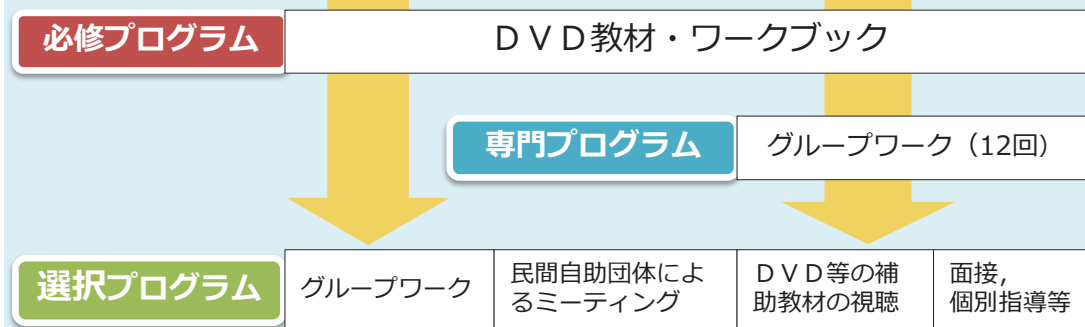 必修プログラム
ＤＶＤ教材・ワークブック
専門プログラム
グループワーク（12回）
選択プログラム
グループワーク
民間自助団体によ
るミーティング
ＤＶＤ等の補
助教材の視聴
面接，
個別指導等